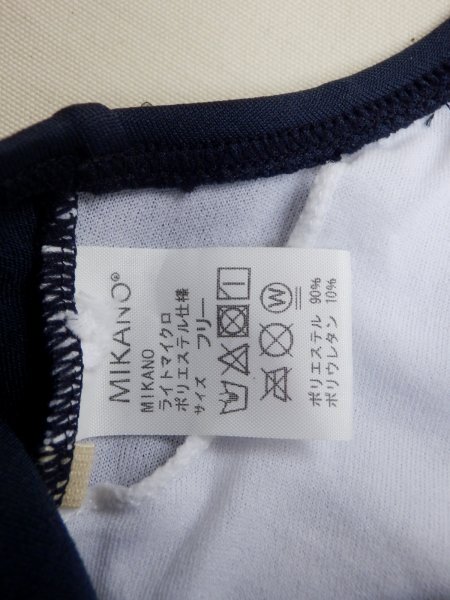 MIKANO®
MIKANO
ライトマイクロ
ポリエステル仕様
サイズ フリー
W
ポリエステル 90%
ポリウレタン 10%